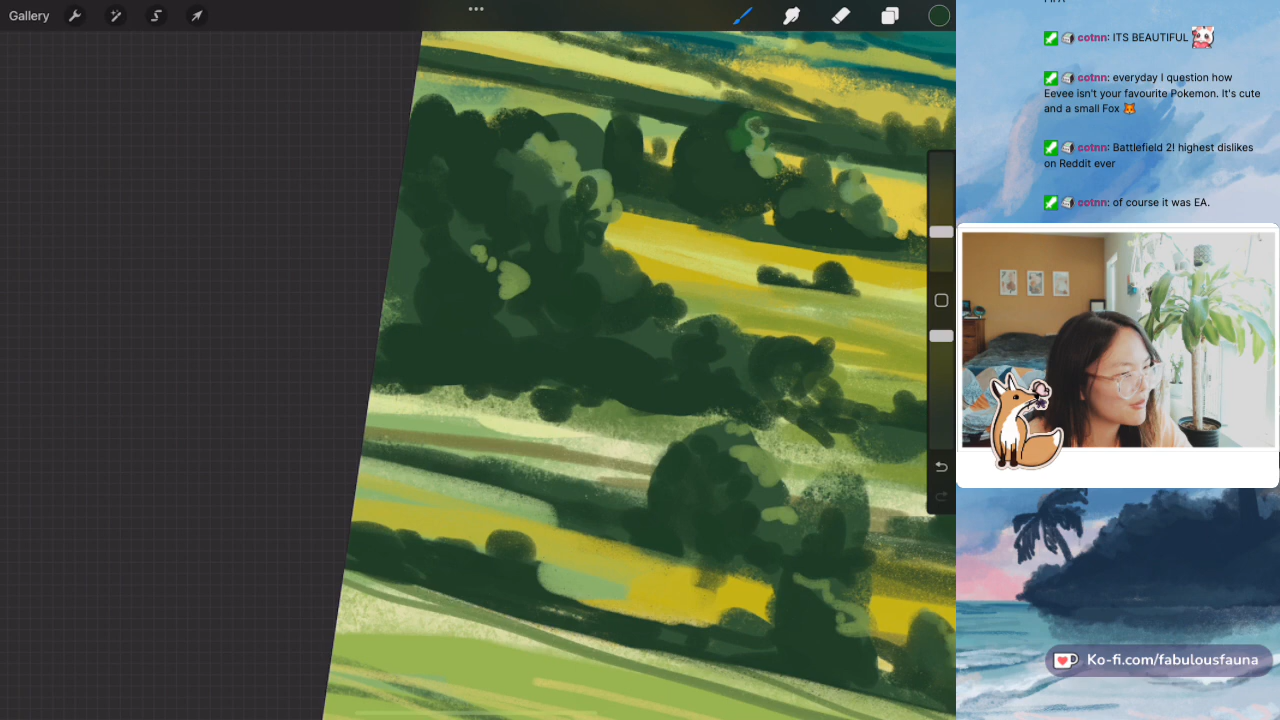 Gallery
cotnn: ITS BEAUTIFUL
cotnn: everyday I question how
Eevee isn't your favourite Pokemon. It's cute
and a small Fox 🦊
cotnn: Battlefield 2! highest dislikes
on Reddit ever
cotnn: of course it was EA.
Ko-fi.com/fabulousfauna